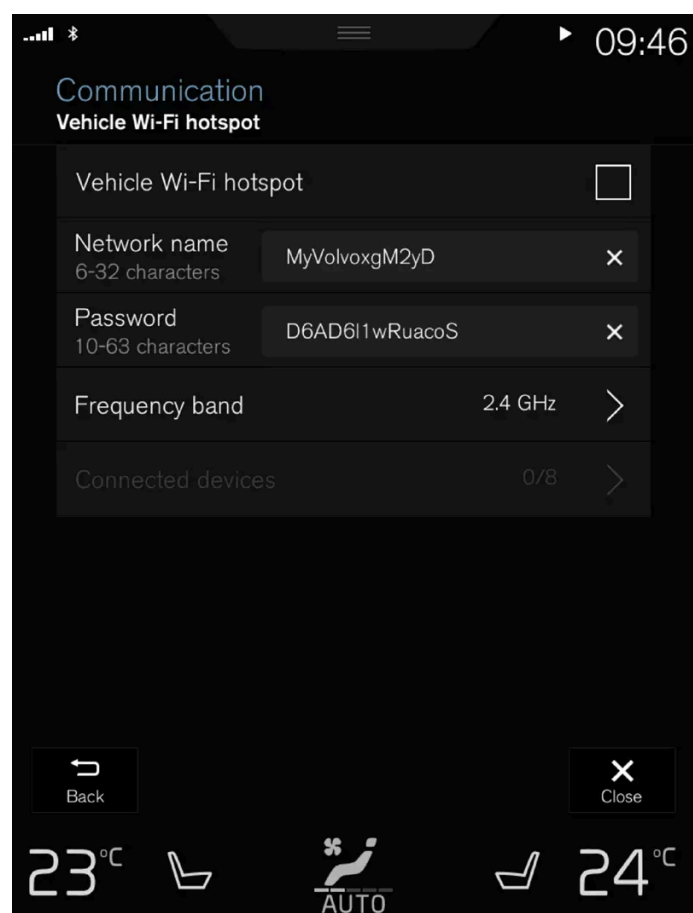 09:46
Communication
Vehicle Wi-Fi hotspot
Vehicle Wi-Fi hotspot
Network name
6-32 characters
MyVolvoxgM2yD
Password
10-63 characters
D6AD6l1wRuacoS
Frequency band
2.4 GHz
Connected devices
0/8
Back
Close
23°C
AUTO
24°C